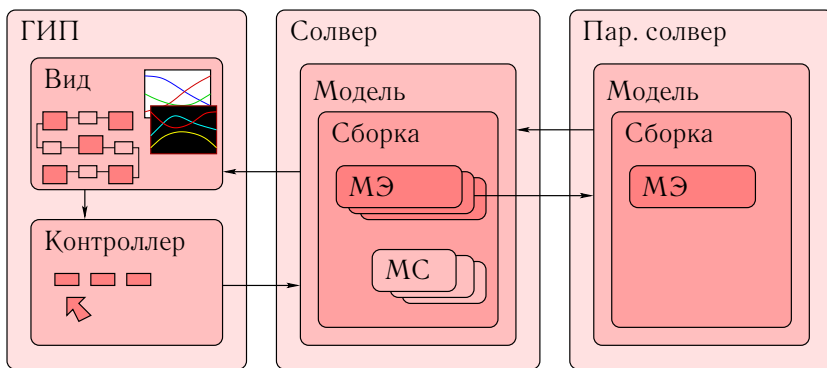 ГИП
Вид
Контроллер
Солвер
Модель
Сборка
МЭ
МС
Пар. солвер
Модель
Сборка
МЭ